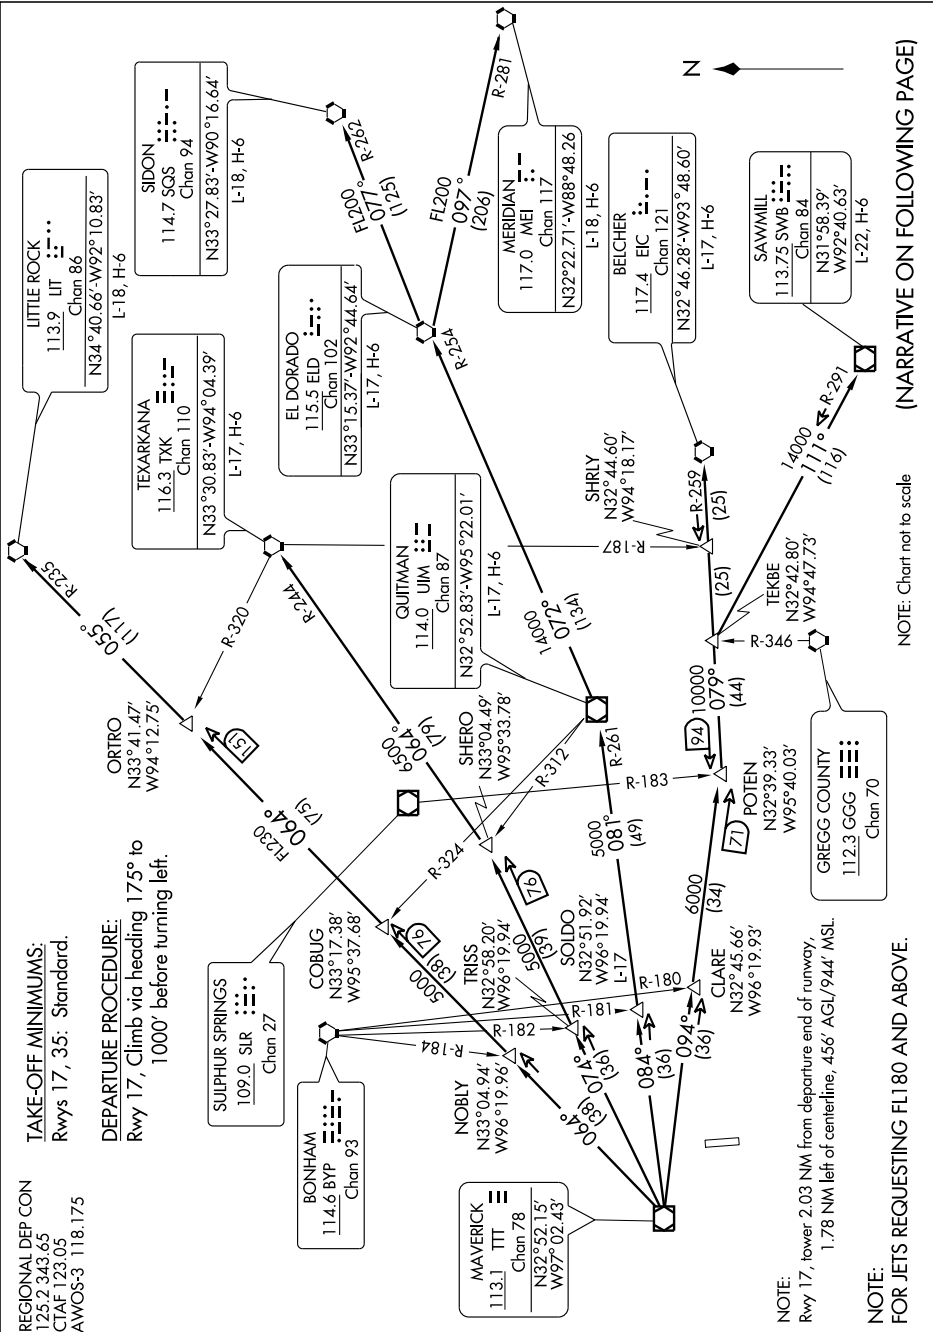 REGIONAL DEP CON
125.2 343.65
CTAF 123.05
AWOS-3 118.175
TAKE-OFF MINIMUMS:
Rwys 17, 35: Standard.
DEPARTURE PROCEDURE:
Rwy 17, Climb via heading 175° to
1000' before turning left.
LITTLE ROCK
113.9 LIT
Chan 86
N34°40.66'-W92°10.83'
L-18, H-6
SIDON
114.7 SQS
Chan 94
N33°27.83'-W90°16.64'
L-18, H-6
TEXARKANA
116.3 TXK
Chan 110
N33°30.83'-W94°04.39'
L-17, H-6
EL DORADO
115.5 ELD
Chan 102
N33°15.37'-W92°44.64'
L-17, H-6
MERIDIAN
117.0 MEI
Chan 117
N32°22.71'-W88°48.26
L-18, H-6
BELCHER
117.4 EIC
Chan 121
N32°46.28'-W93°48.60'
L-17, H-6
SAWMILL
113.75 SWB
Chan 84
N31°58.39'
W92°40.63'
L-22, H-6
QUITMAN
114.0 UIM
Chan 87
N32°52.83'-W95°22.01'
L-17, H-6
SULPHUR SPRINGS
109.0 SLR
Chan 27
BONHAM
114.6 BYP
Chan 93
MAVERICK
113.1 TTT
Chan 78
N32°52.15'
W97°02.43'
GREGG COUNTY
112.3 GGG
Chan 70
ORTRO
N33°41.47'
W94°12.75'
COBUG
N33°17.38'
W95°37.68'
NOBLY
N33°04.94'
W96°19.96'
TRISS
N32°58.20'
W96°19.94'
SHERO
N33°04.49'
W95°33.78'
SOLDO
N32°51.92'
W96°19.94'
L-17
CLARE
N32°45.66'
W96°19.93'
POTEN
N32°39.33'
W95°40.03'
TEKBE
N32°42.80'
W94°47.73'
SHRLY
N32°44.60'
W94°18.17'
R-235
055°
(117)
R-320
151
FL230
064°
(75)
R-324
76
5000
(38)
R-184
064°
(38)
R-244
6500
064°
(79)
R-312
76
5000
(39)
R-182
074°
(36)
FL200
077°
(125)
R-262
FL200
097°
(206)
R-281
R-254
14000
072°
(134)
R-261
5000
081°
(49)
R-181
084°
(36)
R-180
094°
(36)
R-183
6000
(34)
71
94
10000
079°
(44)
R-346
R-187
(25)
R-259
(25)
14000
111°
(116)
R-291
N
NOTE:
Rwy 17, tower 2.03 NM from departure end of runway,
1.78 NM left of centerline, 456' AGL/944' MSL.
NOTE:
FOR JETS REQUESTING FL180 AND ABOVE.
NOTE: Chart not to scale
(NARRATIVE ON FOLLOWING PAGE)